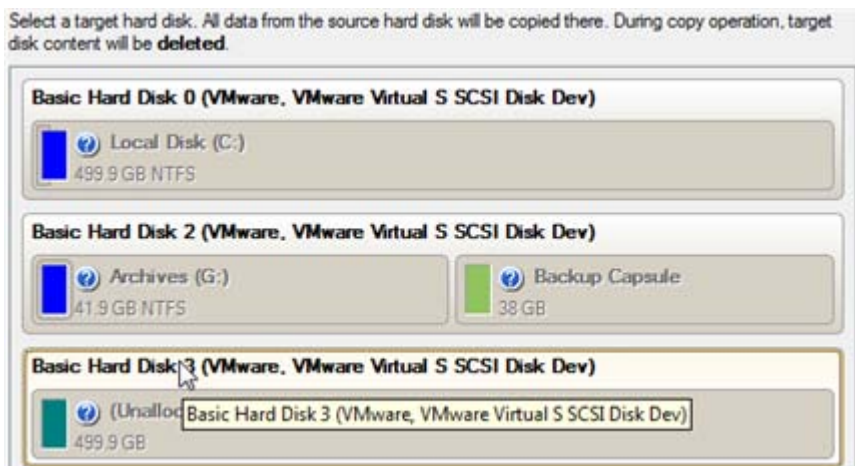 Select a target hard disk. All data from the source hard disk will be copied there. During copy operation, target
disk content will be deleted.
Basic Hard Disk 0 (VMware, VMware Virtual S SCSI Disk Dev)
Local Disk (C:)
499.9 GB NTFS
Basic Hard Disk 2 (VMware, VMware Virtual S SCSI Disk Dev)
Archives (G:)
41.9 GB NTFS
Backup Capsule
38 GB
Basic Hard Disk 3 (VMware, VMware Virtual S SCSI Disk Dev)
Basic Hard Disk 3 (VMware, VMware Virtual S SCSI Disk Dev)
499.9 GB